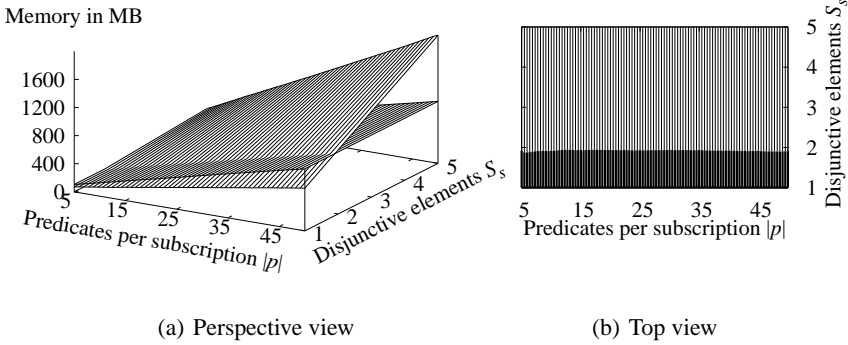 Memory in MB
1600
1200
800
400
0
5
15
25
35
45
Predicates per subscription |p|
1
2
3
4
5
Disjunctive elements Ss
(a) Perspective view
5
4
3
2
1
Disjunctive elements Ss
5 15 25 35 45
Predicates per subscription |p|
(b) Top view